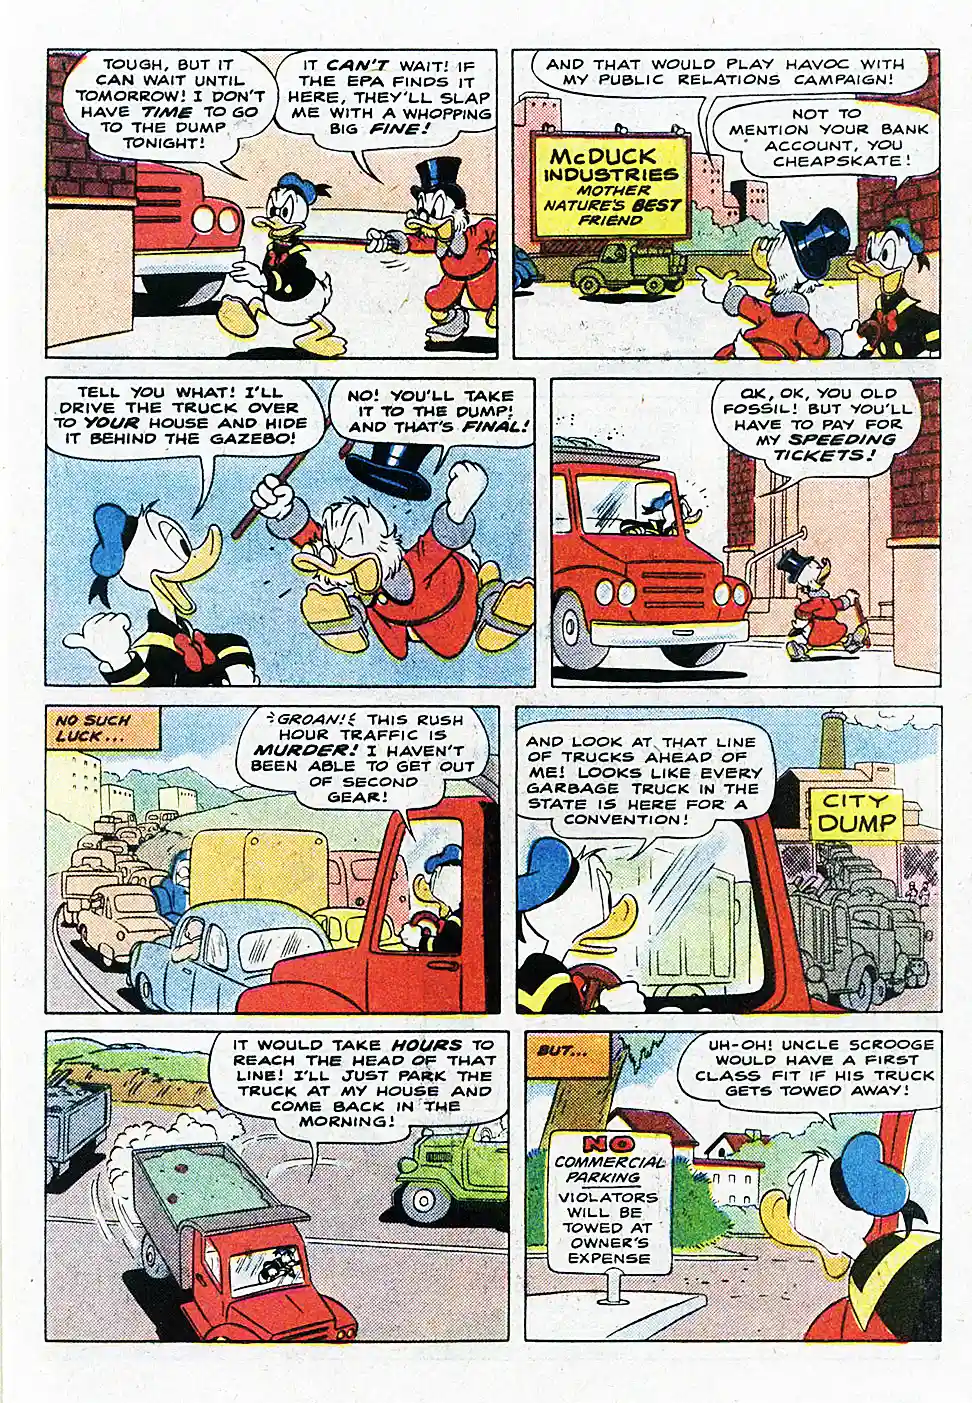 TOUGH, BUT IT
CAN WAIT UNTIL
TOMORROW! I DON'T
HAVE TIME TO GO
TO THE DUMP
TONIGHT!
IT CAN'T WAIT! IF
THE EPA FINDS IT
HERE, THEY'LL SLAP
ME WITH A WHOPPING
BIG FINE!
AND THAT WOULD PLAY HAVOC WITH
MY PUBLIC RELATIONS CAMPAIGN!
NOT TO
MENTION YOUR BANK
ACCOUNT, YOU
CHEAPSKATE!
McDUCK
INDUSTRIES
MOTHER
NATURE'S BEST
FRIEND
TELL YOU WHAT! I'LL
DRIVE THE TRUCK OVER
TO YOUR HOUSE AND HIDE
IT BEHIND THE GAZEBO!
NO! YOU'LL TAKE
IT TO THE DUMP!
AND THAT'S FINAL!
OK, OK, YOU OLD
FOSSIL! BUT YOU'LL
HAVE TO PAY FOR
MY SPEEDING
TICKETS!
NO SUCH
LUCK...
GROAN! THIS RUSH
HOUR TRAFFIC IS
MURDER! I HAVEN'T
BEEN ABLE TO GET OUT
OF SECOND
GEAR!
AND LOOK AT THAT LINE
OF TRUCKS AHEAD OF
ME! LOOKS LIKE EVERY
GARBAGE TRUCK IN THE
STATE IS HERE FOR A
CONVENTION!
CITY
DUMP
IT WOULD TAKE HOURS TO
REACH THE HEAD OF THAT
LINE! I'LL JUST PARK THE
TRUCK AT MY HOUSE AND
COME BACK IN THE
MORNING!
BUT...
UH-OH! UNCLE SCROOGE
WOULD HAVE A FIRST
CLASS FIT IF HIS TRUCK
GETS TOWED AWAY!
NO
COMMERCIAL
PARKING
VIOLATORS
WILL BE
TOWED AT
OWNER'S
EXPENSE